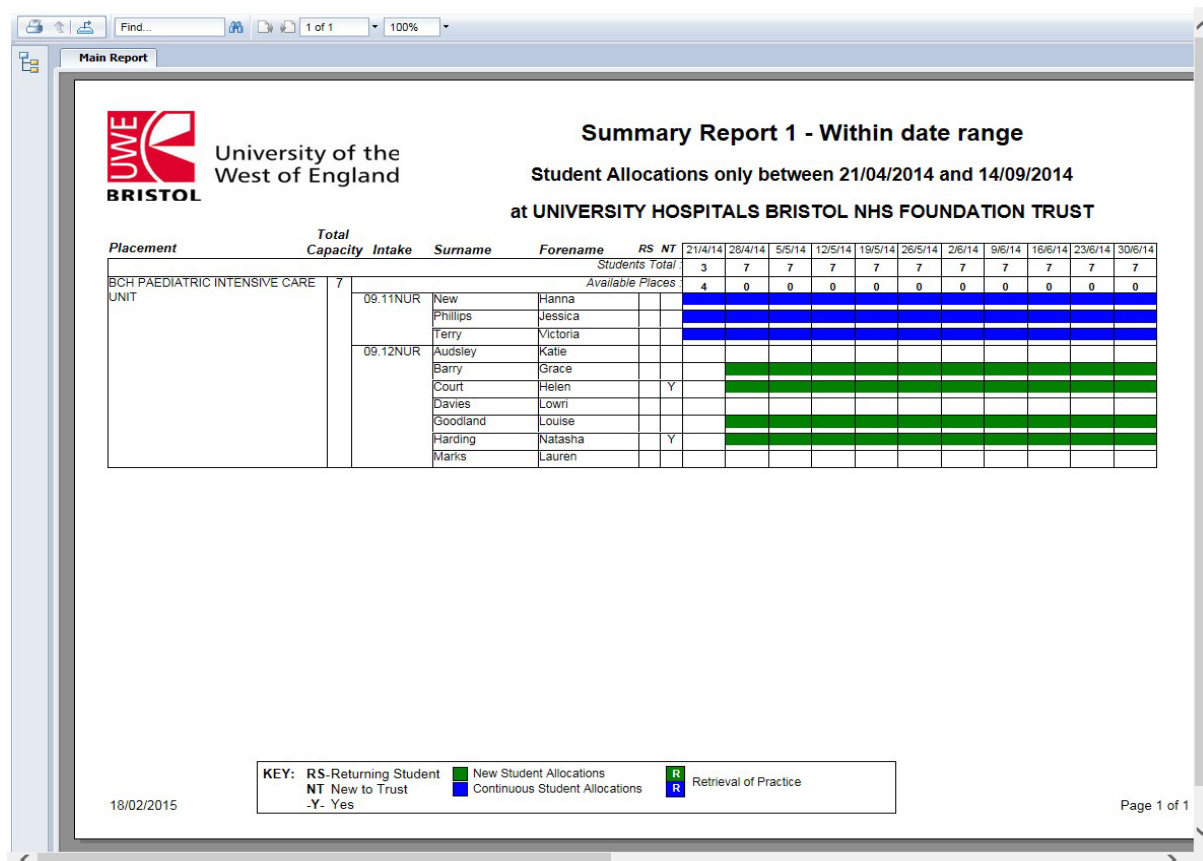 Find...
1 of 1
100%
Main Report
UWE
BRISTOL
University of the
West of England
Summary Report 1 - Within date range
Student Allocations only between 21/04/2014 and 14/09/2014
at UNIVERSITY HOSPITALS BRISTOL NHS FOUNDATION TRUST
Placement Total Capacity Intake Surname Forename RS NT 21/4/14 28/4/14 5/5/14 12/5/14 19/5/14 26/5/14 2/6/14 9/6/14 16/6/14 23/6/14 30/6/14
Students Total : 3 7 7 7 7 7 7 7 7 7 7
BCH PAEDIATRIC INTENSIVE CARE UNIT 7 Available Places : 4 0 0 0 0 0 0 0 0 0 0
09.11NUR New Hanna
Phillips Jessica
Terry Victoria
09.12NUR Audsley Katie
Barry Grace
Court Helen Y
Davies Lowri
Goodland Louise
Harding Natasha Y
Marks Lauren
KEY: RS-Returning Student New Student Allocations R Retrieval of Practice
NT New to Trust Continuous Student Allocations R
-Y- Yes
18/02/2015
Page 1 of 1